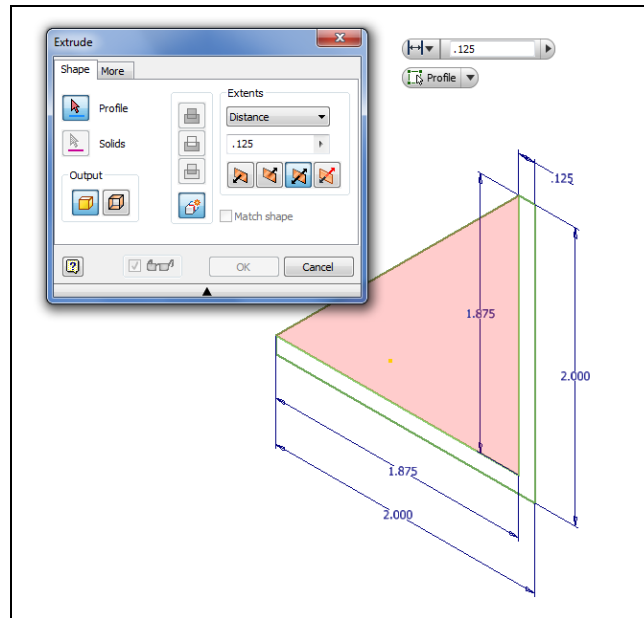 Extrude
Shape More
Profile
Solids
Output
Extents
Distance
.125
Match shape
OK Cancel
.125
Profile
.125
1.875
2.000
1.875
2.000